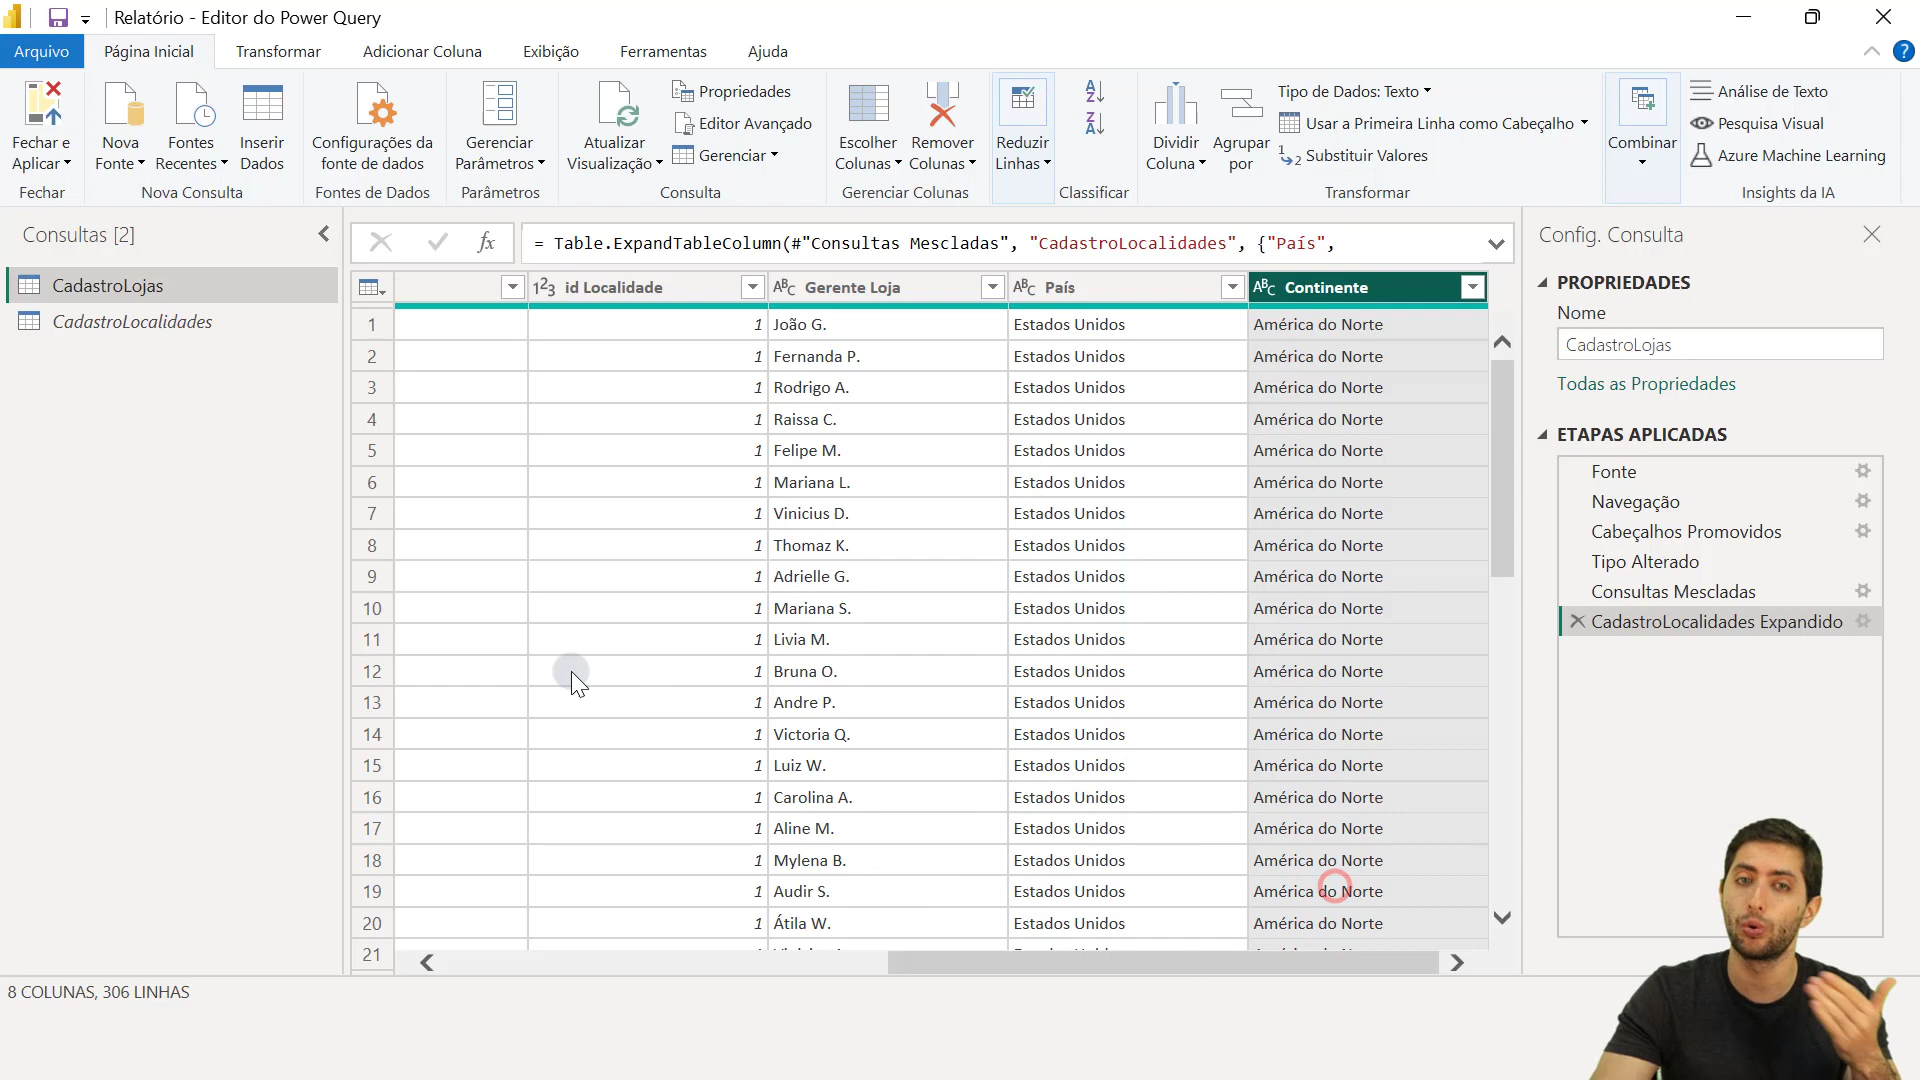 Relatório - Editor do Power Query
Arquivo
Página Inicial
Transformar
Adicionar Coluna
Exibição
Ferramentas
Ajuda
Fechar e
Aplicar
Fechar
Nova
Fonte
Fontes
Recentes
Inserir
Dados
Nova Consulta
Configurações da
fonte de dados
Fontes de Dados
Gerenciar
Parâmetros
Parâmetros
Atualizar
Visualização
Propriedades
Editor Avançado
Gerenciar
Consulta
Escolher
Colunas
Remover
Colunas
Gerenciar Colunas
Reduzir
Linhas
Classificar
Dividir
Coluna
Agrupar
por
Tipo de Dados: Texto
Usar a Primeira Linha como Cabeçalho
Substituir Valores
Transformar
Combinar
Análise de Texto
Pesquisa Visual
Azure Machine Learning
Insights da IA
Consultas [2]
CadastroLojas
CadastroLocalidades
fx = Table.ExpandTableColumn(#"Consultas Mescladas", "CadastroLocalidades", {"País",
123 id Localidade ABC Gerente Loja ABC País ABC Continente
1 1 João G. Estados Unidos América do Norte
2 1 Fernanda P. Estados Unidos América do Norte
3 1 Rodrigo A. Estados Unidos América do Norte
4 1 Raissa C. Estados Unidos América do Norte
5 1 Felipe M. Estados Unidos América do Norte
6 1 Mariana L. Estados Unidos América do Norte
7 1 Vinicius D. Estados Unidos América do Norte
8 1 Thomaz K. Estados Unidos América do Norte
9 1 Adrielle G. Estados Unidos América do Norte
10 1 Mariana S. Estados Unidos América do Norte
11 1 Livia M. Estados Unidos América do Norte
12 1 Bruna O. Estados Unidos América do Norte
13 1 Andre P. Estados Unidos América do Norte
14 1 Victoria Q. Estados Unidos América do Norte
15 1 Luiz W. Estados Unidos América do Norte
16 1 Carolina A. Estados Unidos América do Norte
17 1 Aline M. Estados Unidos América do Norte
18 1 Mylena B. Estados Unidos América do Norte
19 1 Audir S. Estados Unidos América do Norte
20 1 Átila W. Estados Unidos América do Norte
21
Config. Consulta
PROPRIEDADES
Nome
CadastroLojas
Todas as Propriedades
ETAPAS APLICADAS
Fonte
Navegação
Cabeçalhos Promovidos
Tipo Alterado
Consultas Mescladas
CadastroLocalidades Expandido
8 COLUNAS, 306 LINHAS